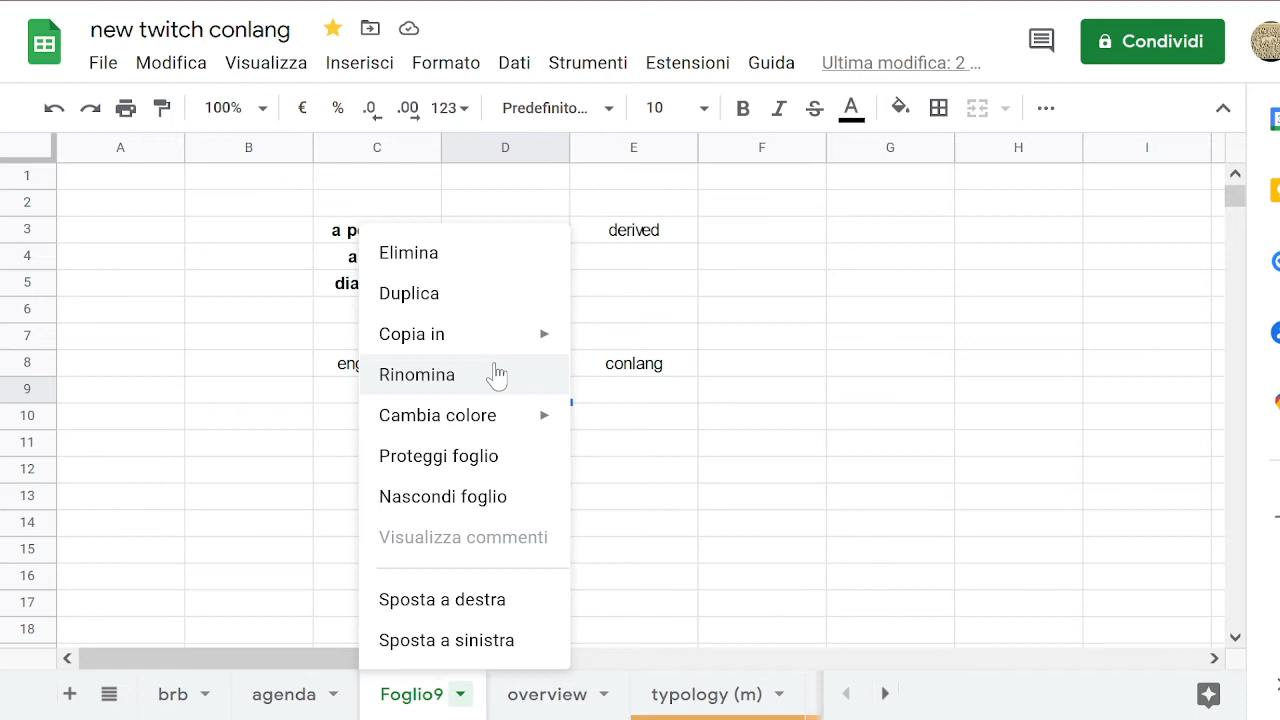 new twitch conlang
Condividi
File Modifica Visualizza Inserisci Formato Dati Strumenti Estensioni Guida Ultima modifica: 2 …
100% € % .0 .00 123 Predefinito... 10 B I S A
A B C D E F G H I
1
2
3 a derived
4 a
5
6
7
8 conlang
9
10
11
12
13
14
15
16
17
18
Elimina
Duplica
Copia in
Rinomina
Cambia colore
Proteggi foglio
Nascondi foglio
Visualizza commenti
Sposta a destra
Sposta a sinistra
brb agenda Foglio9 overview typology (m)